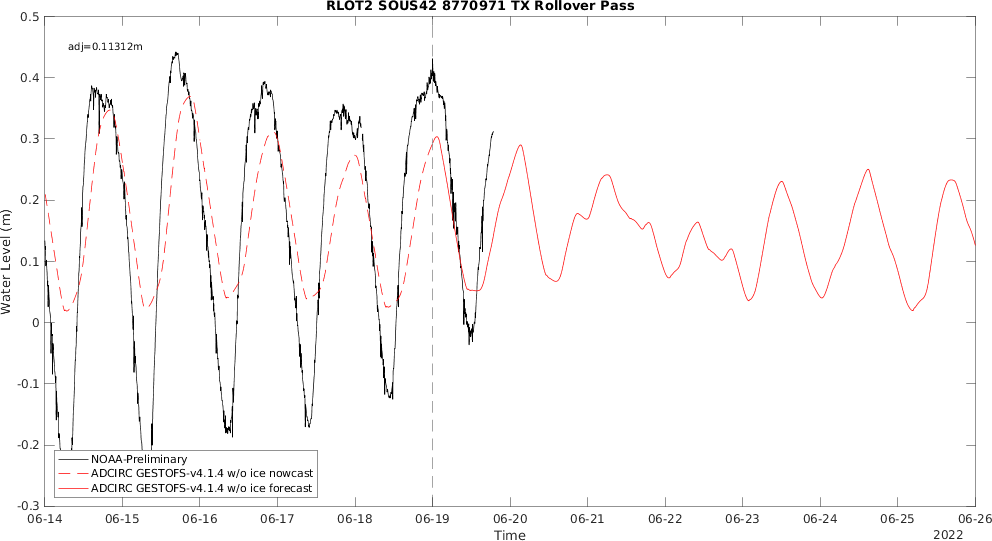 RLOT2 SOUS42 8770971 TX Rollover Pass
adj=0.11312m
Water Level (m)
0.5
0.4
0.3
0.2
0.1
0
-0.1
-0.2
-0.3
NOAA-Preliminary
ADCIRC GESTOFS-v4.1.4 w/o ice nowcast
ADCIRC GESTOFS-v4.1.4 w/o ice forecast
06-14 06-15 06-16 06-17 06-18 06-19 06-20 06-21 06-22 06-23 06-24 06-25 06-26
Time
2022